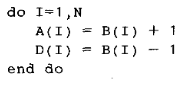 do I=1,N
    A(I) = B(I) + 1
    D(I) = B(I) - 1
end do